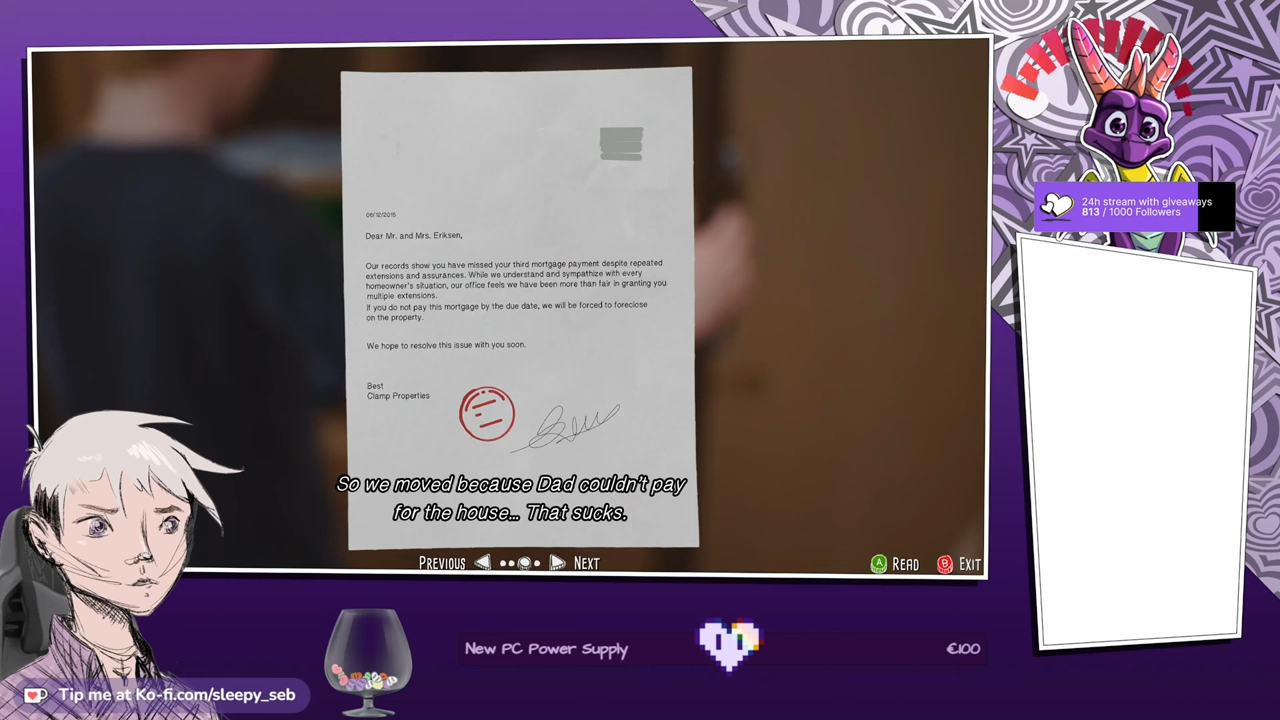 24h stream with giveaways
813 / 1000 Followers
06/12/2015
Dear Mr. and Mrs. Eriksen,
Our records show you have missed your third mortgage payment despite repeated
extensions and assurances. While we understand and sympathize with every
homeowner's situation, our office feels we have been more than fair in granting you
multiple extensions.
If you do not pay this mortgage by the due date, we will be forced to foreclose
on the property.
We hope to resolve this issue with you soon.
Best
Clamp Properties
So we moved because Dad couldn't pay
for the house... That sucks.
PREVIOUS NEXT
A READ B EXIT
New PC Power Supply €100
Tip me at Ko-fi.com/sleepy_seb